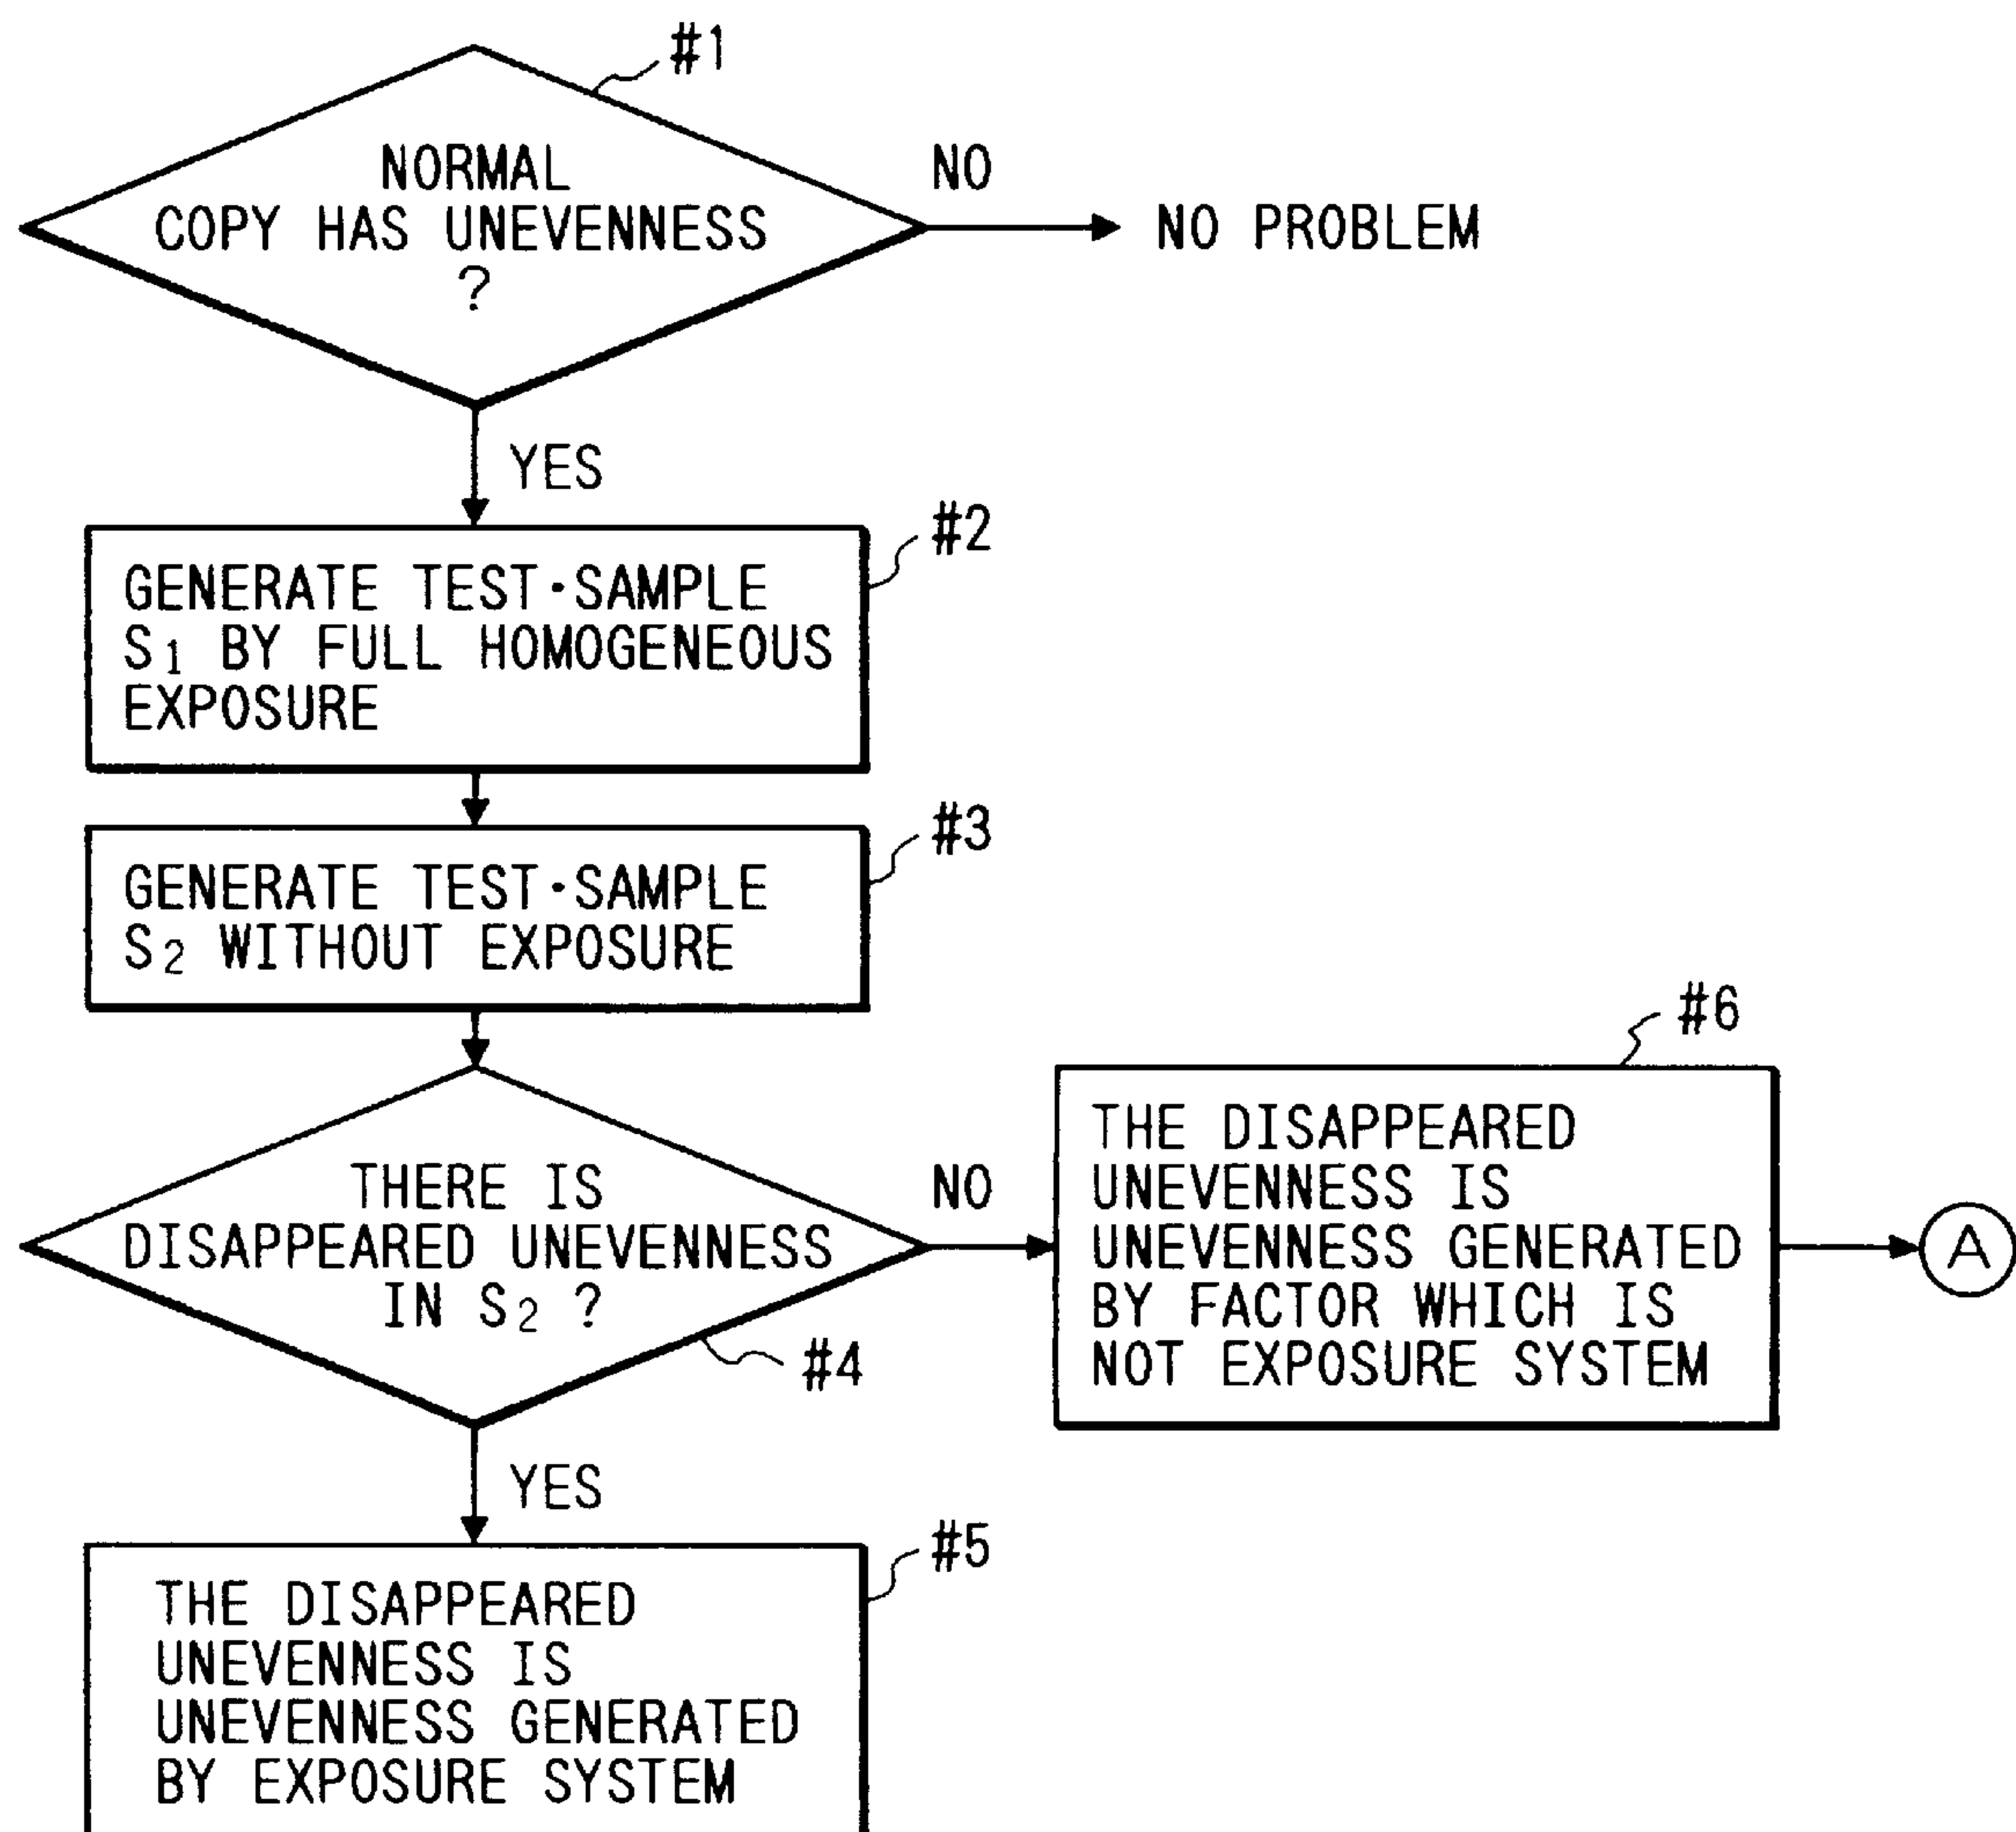 #1
NORMAL
COPY HAS UNEVENNESS
?
NO
NO PROBLEM
YES
#2
GENERATE TEST·SAMPLE
S1 BY FULL HOMOGENEOUS
EXPOSURE
#3
GENERATE TEST·SAMPLE
S2 WITHOUT EXPOSURE
THERE IS
DISAPPEARED UNEVENNESS
IN S2 ?
#4
NO
#6
THE DISAPPEARED
UNEVENNESS IS
UNEVENNESS GENERATED
BY FACTOR WHICH IS
NOT EXPOSURE SYSTEM
A
YES
#5
THE DISAPPEARED
UNEVENNESS IS
UNEVENNESS GENERATED
BY EXPOSURE SYSTEM